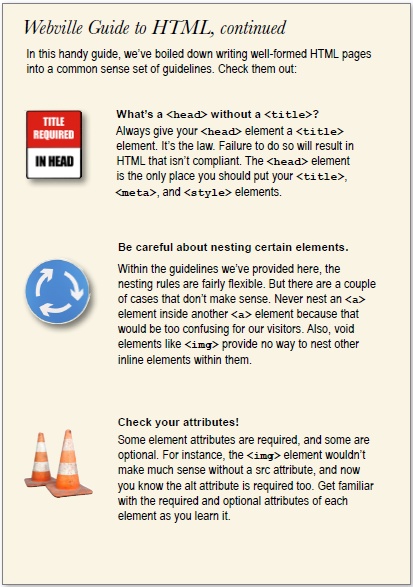 Webville Guide to HTML, continued
In this handy guide, we've boiled down writing well-formed HTML pages
into a common sense set of guidelines. Check them out:
TITLE
REQUIRED
IN HEAD
What's a <head> without a <title>?
Always give your <head> element a <title>
element. It's the law. Failure to do so will result in
HTML that isn't compliant. The <head> element
is the only place you should put your <title>,
<meta>, and <style> elements.
Be careful about nesting certain elements.
Within the guidelines we've provided here, the
nesting rules are fairly flexible. But there are a couple
of cases that don't make sense. Never nest an <a>
element inside another <a> element because that
would be too confusing for our visitors. Also, void
elements like <img> provide no way to nest other
inline elements within them.
Check your attributes!
Some element attributes are required, and some are
optional. For instance, the <img> element wouldn't
make much sense without a src attribute, and now
you know the alt attribute is required too. Get familiar
with the required and optional attributes of each
element as you learn it.